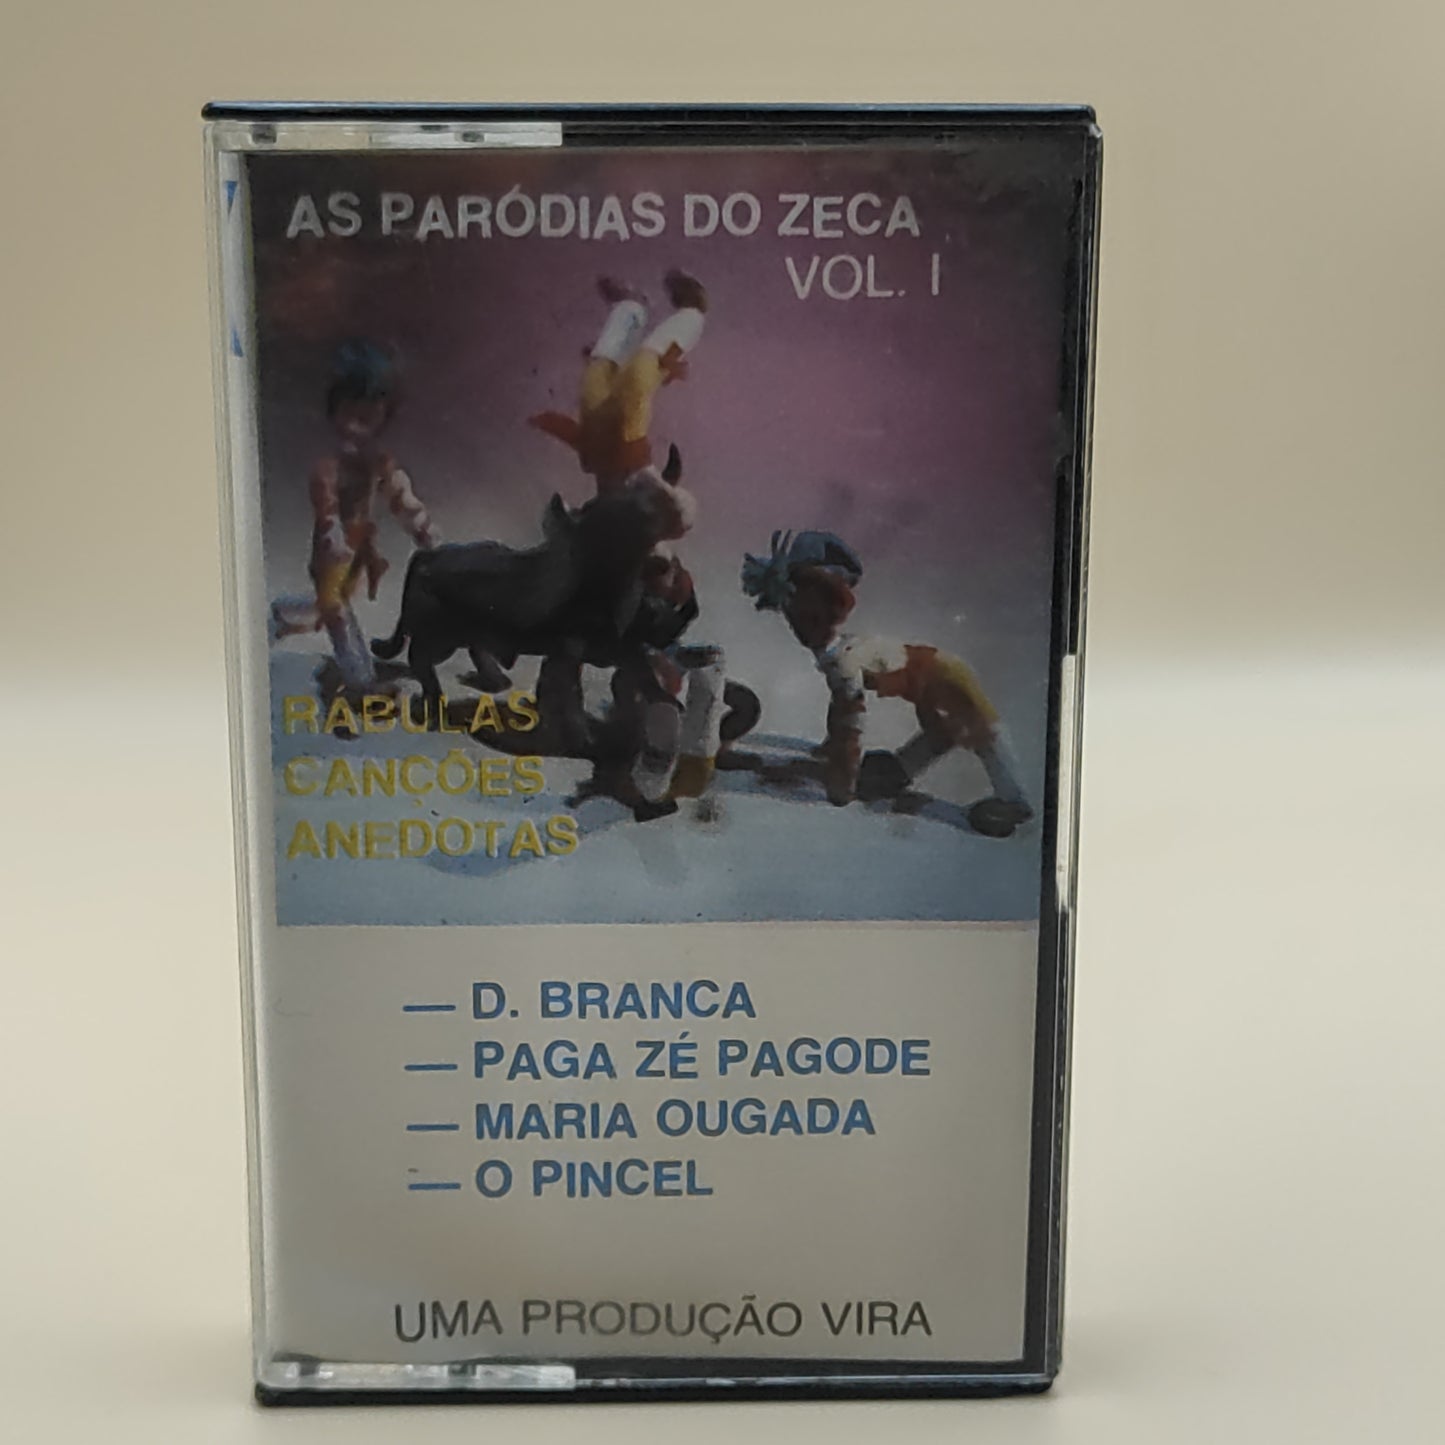 AS PARÓDIAS DO ZECA
VOL. I
RÁBULAS
CANÇÕES
ANEDOTAS
— D. BRANCA
— PAGA ZÉ PAGODE
— MARIA OUGADA
— O PINCEL
UMA PRODUÇÃO VIRA